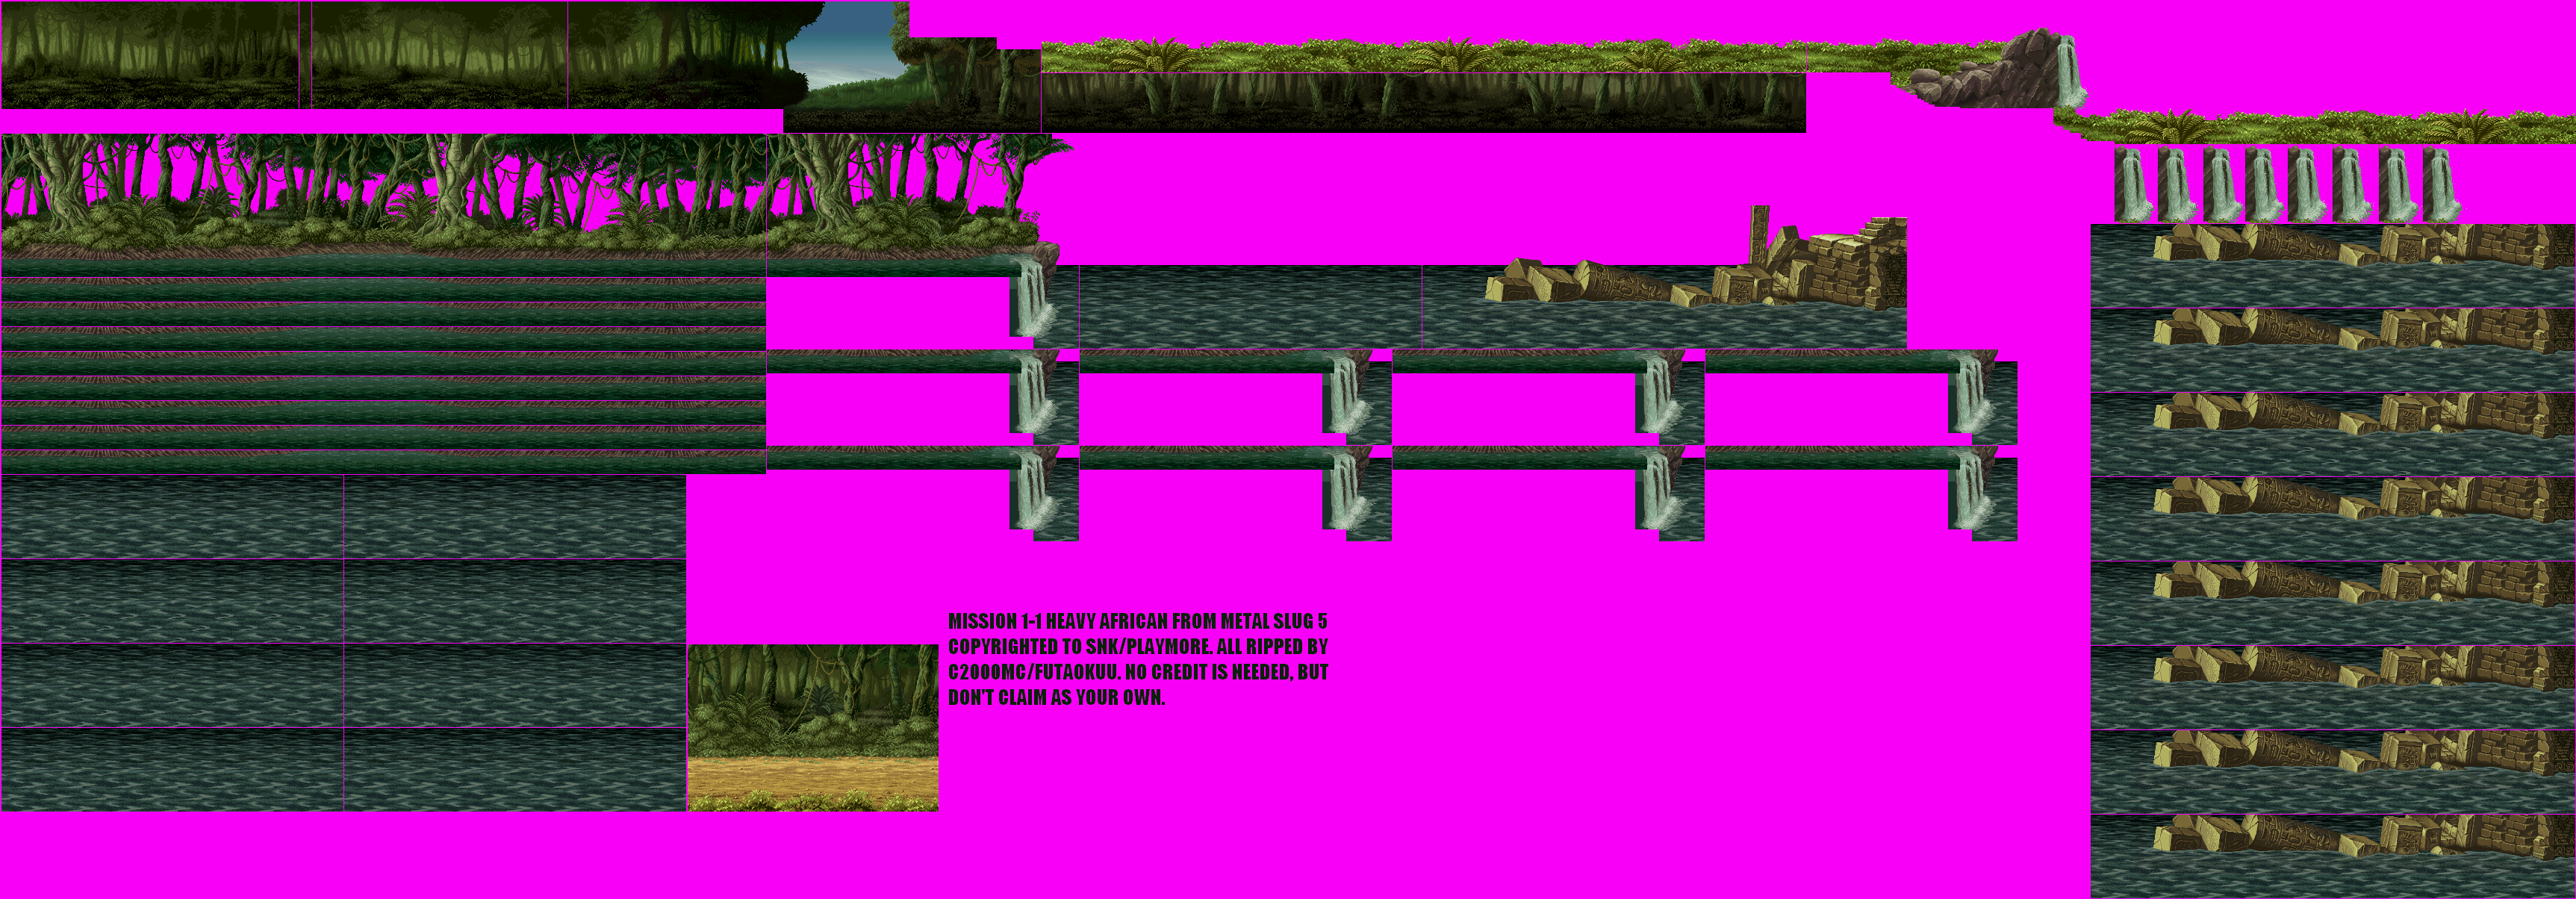 MISSION 1-1 HEAVY AFRICAN FROM METAL SLUG 5
COPYRIGHTED TO SNK/PLAYMORE. ALL RIPPED BY
C2000MC/FUTAOKUU. NO CREDIT IS NEEDED, BUT
DON'T CLAIM AS YOUR OWN.